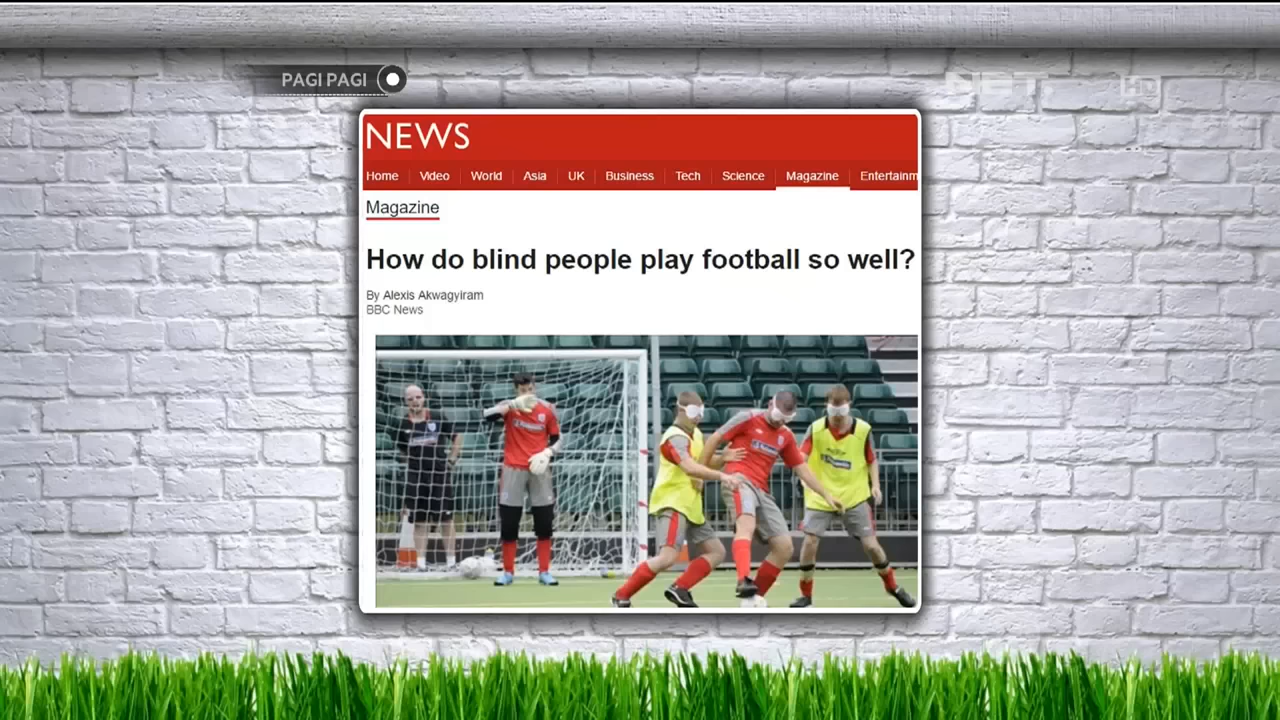 PAGI PAGI
NET
HD
NEWS
Home Video World Asia UK Business Tech Science Magazine Entertainm
Magazine
How do blind people play football so well?
By Alexis Akwagyiram
BBC News